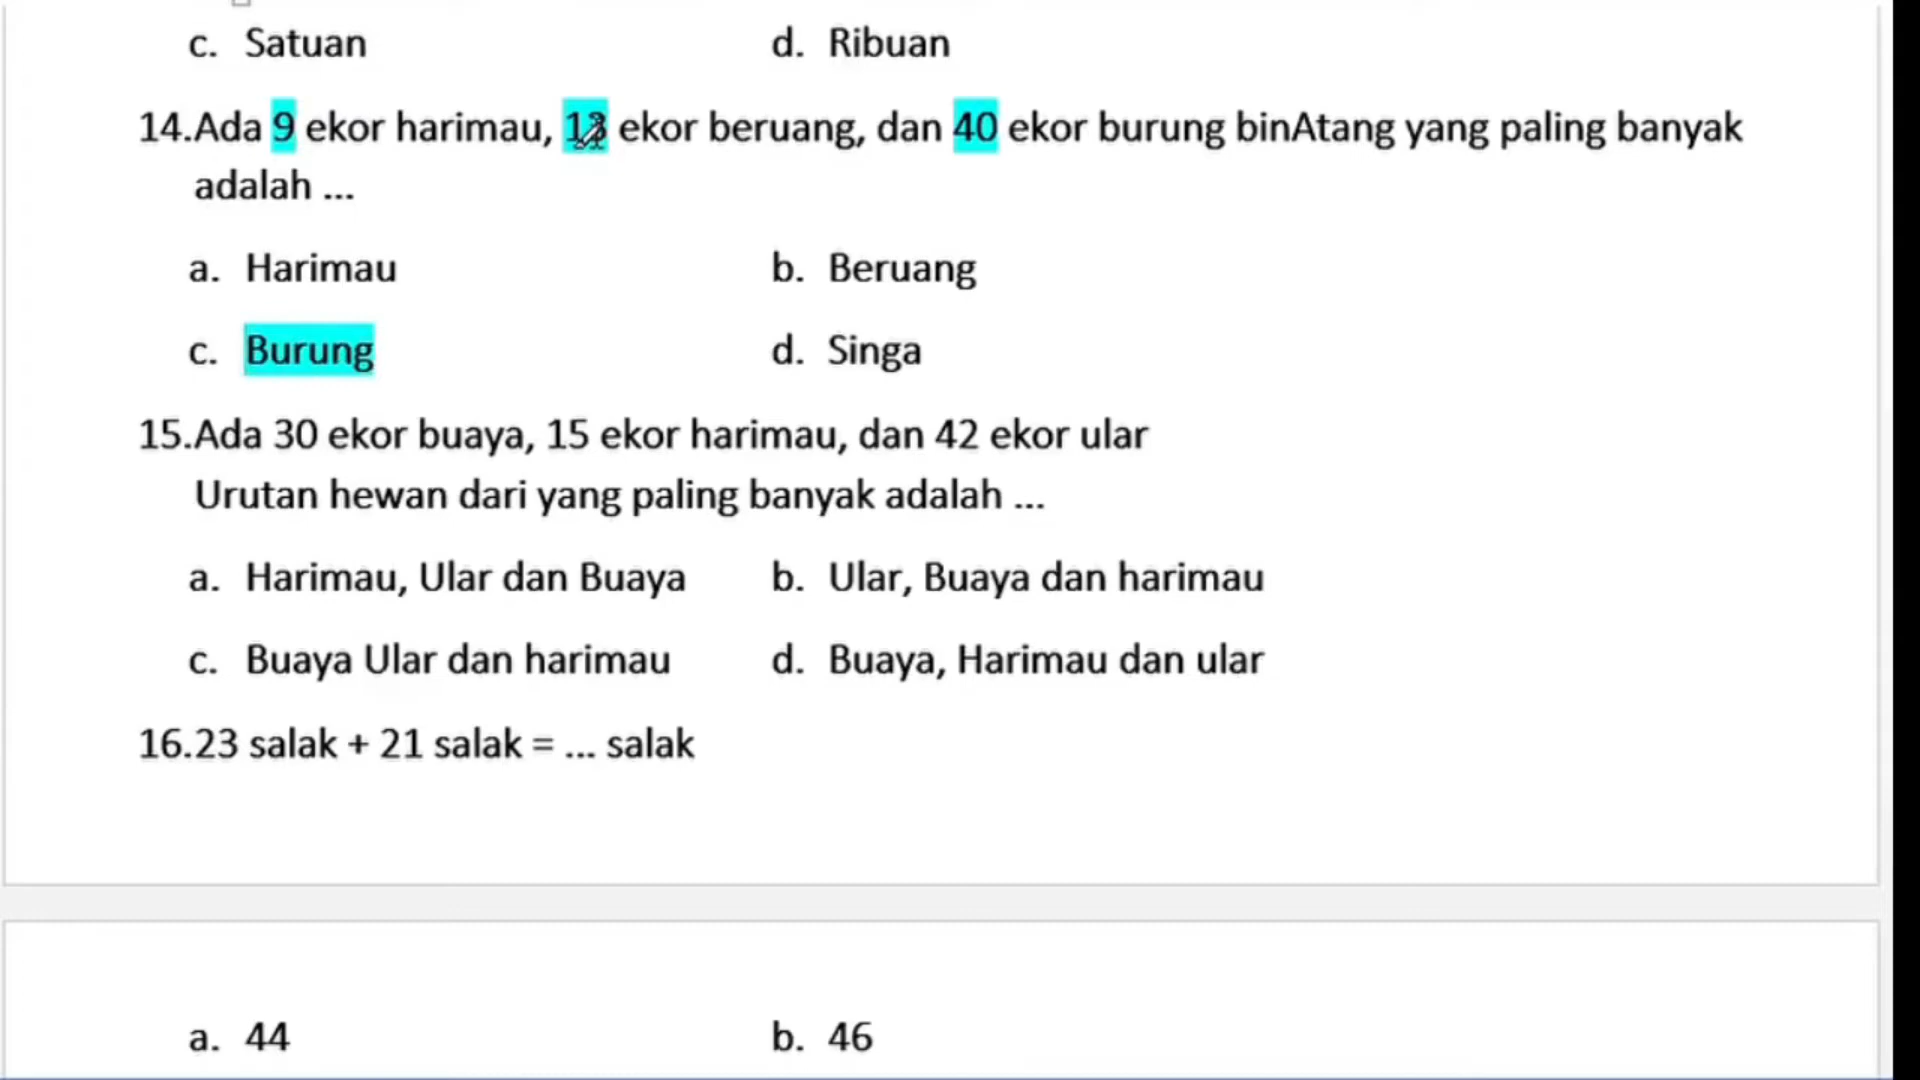 c. Satuan d. Ribuan
14.Ada 9 ekor harimau, 13 ekor beruang, dan 40 ekor burung binAtang yang paling banyak
adalah ...
a. Harimau b. Beruang
c. Burung d. Singa
15.Ada 30 ekor buaya, 15 ekor harimau, dan 42 ekor ular
Urutan hewan dari yang paling banyak adalah ...
a. Harimau, Ular dan Buaya b. Ular, Buaya dan harimau
c. Buaya Ular dan harimau d. Buaya, Harimau dan ular
16.23 salak + 21 salak = ... salak
a. 44 b. 46